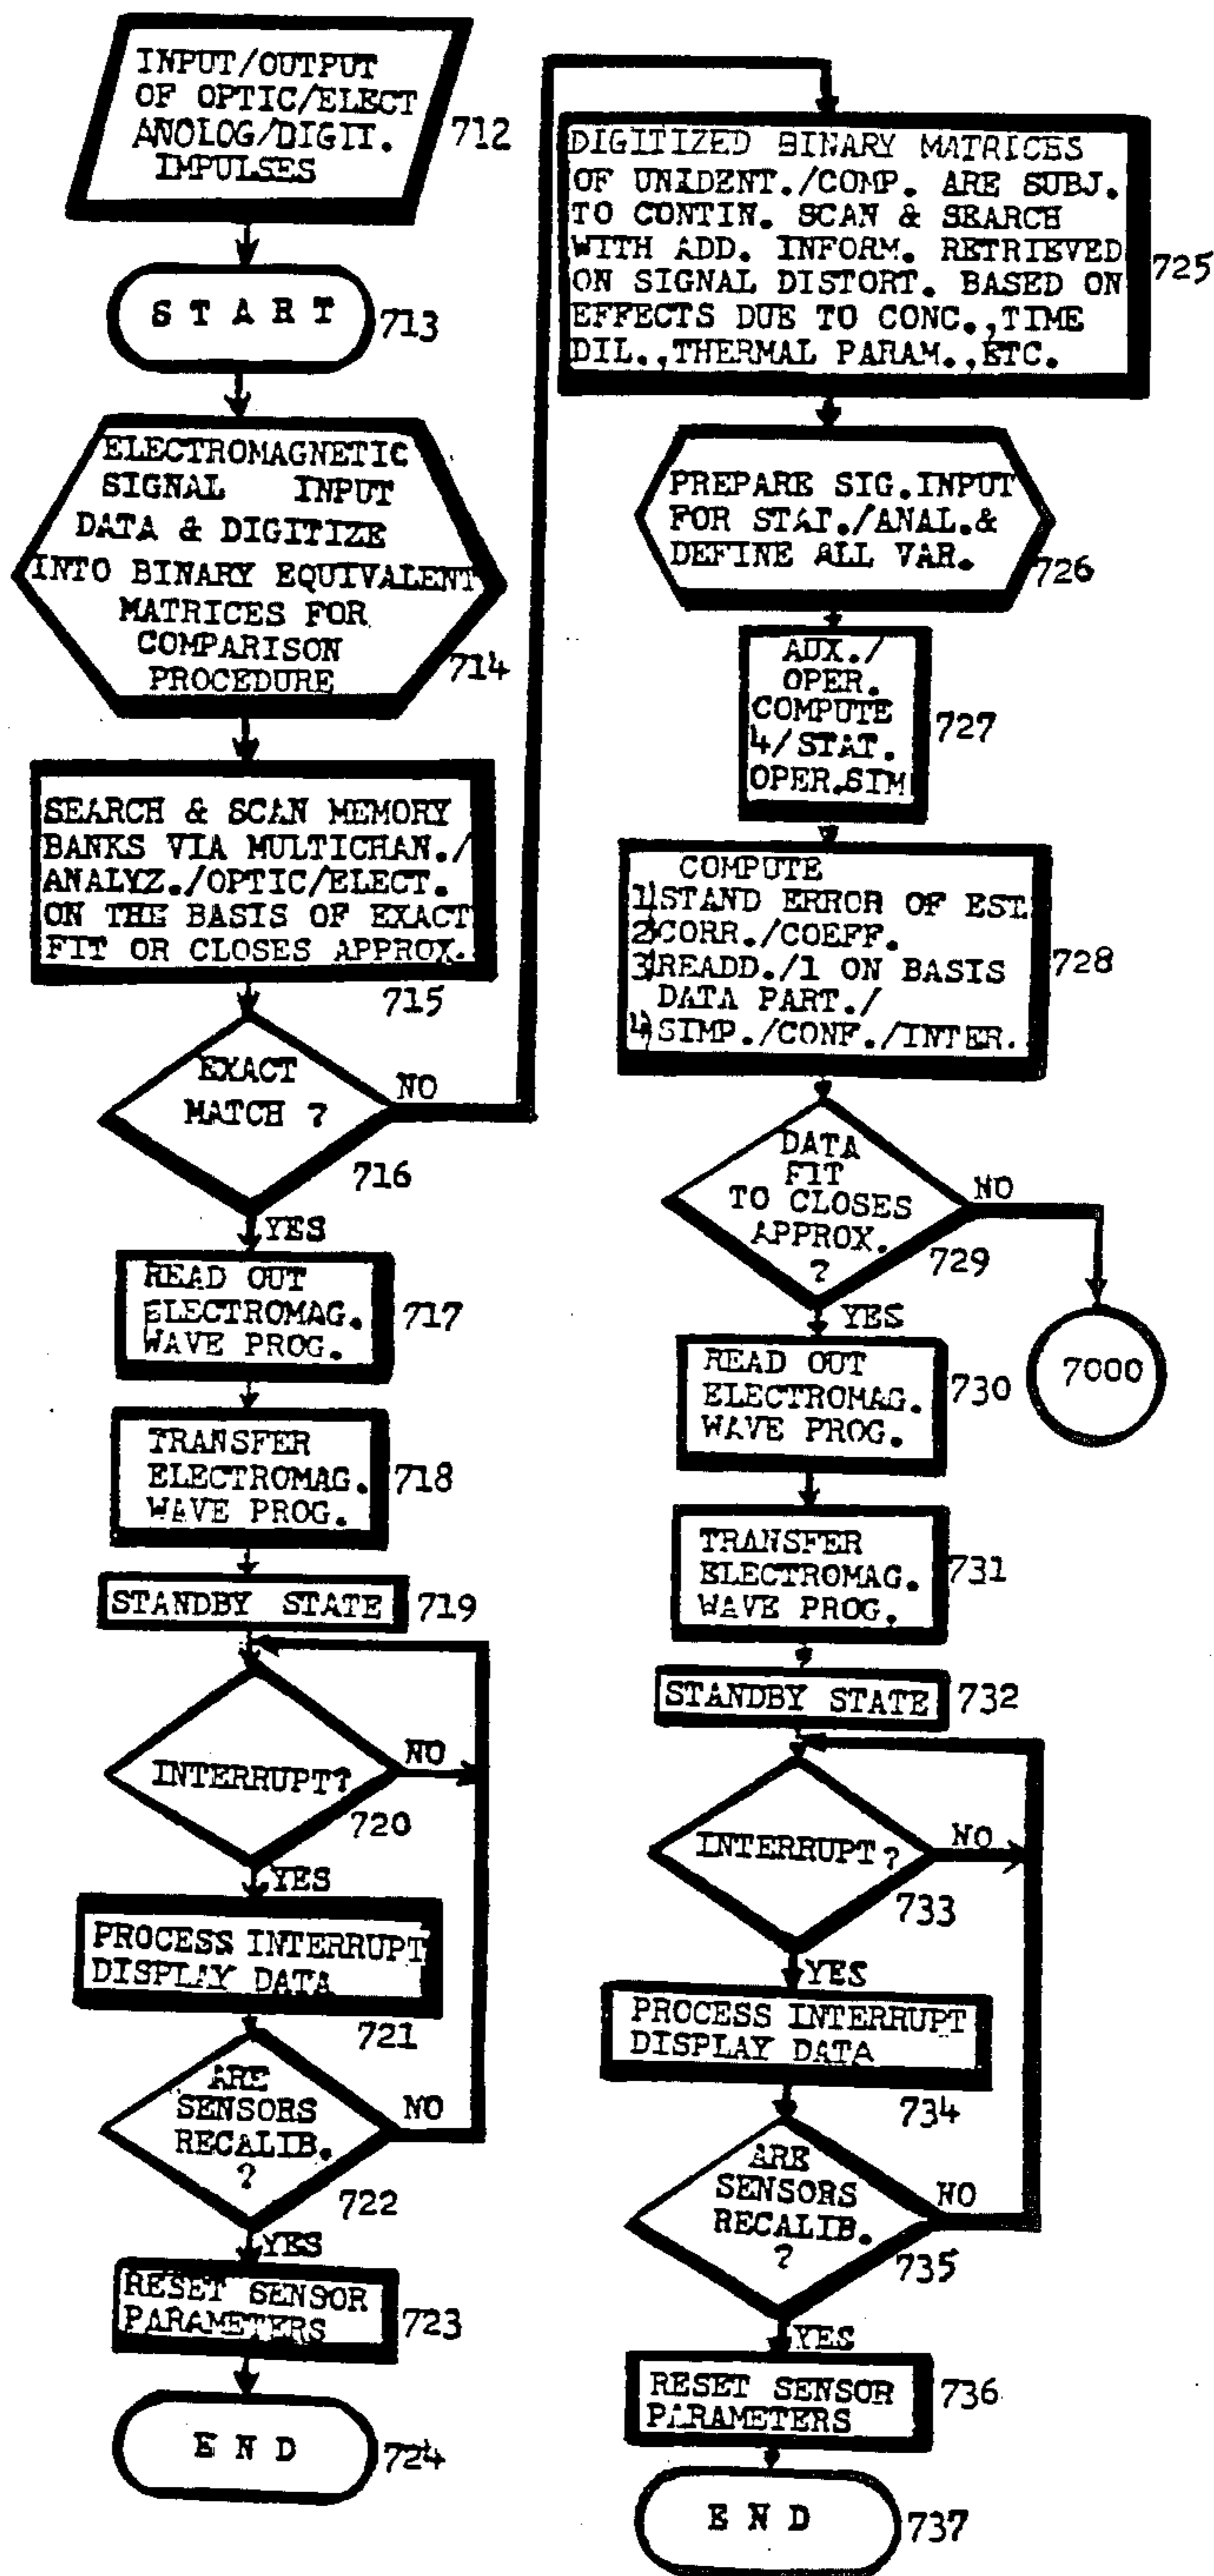 INPUT/OUTPUT
OF OPTIC/ELECT
ANOLOG/DIGIT.
IMPULSES
712
START
713
ELECTROMAGNETIC
SIGNAL INPUT
DATA & DIGITIZE
INTO BINARY EQUIVALENT
MATRICES FOR
COMPARISON
PROCEDURE
714
SEARCH & SCAN MEMORY
BANKS VIA MULTICHAN./
ANALYZ./OPTIC/ELECT.
ON THE BASIS OF EXACT
FIT OR CLOSES APPROX.
715
EXACT
MATCH ?
NO
716
YES
READ OUT
ELECTROMAG.
WAVE PROG.
717
TRANSFER
ELECTROMAG.
WAVE PROG.
718
STANDBY STATE
719
INTERRUPT?
NO
720
YES
PROCESS INTERRUPT
DISPLAY DATA
721
ARE
SENSORS
RECALIB.
?
NO
722
YES
RESET SENSOR
PARAMETERS
723
END
724
DIGITIZED BINARY MATRICES
OF UNIDENT./COMP. ARE SUBJ.
TO CONTIN. SCAN & SEARCH
WITH ADD. INFORM. RETRIEVED
ON SIGNAL DISTORT. BASED ON
EFFECTS DUE TO CONC.,TIME
DIL.,THERMAL PARAM.,ETC.
725
PREPARE SIG.INPUT
FOR STAT./ANAL.&
DEFINE ALL VAR.
726
AUX./
OPER.
COMPUTE
4/STAT.
OPER.SIM
727
COMPUTE
1)STAND ERROR OF EST.
2)CORR./COEFF.
3)READD./1 ON BASIS
DATA PART./
4)SIMP./CONF./INTER.
728
DATA
FIT
TO CLOSES
APPROX.
?
NO
729
7000
YES
READ OUT
ELECTROMAG.
WAVE PROG.
730
TRANSFER
ELECTROMAG.
WAVE PROG.
731
STANDBY STATE
732
INTERRUPT?
NO
733
YES
PROCESS INTERRUPT
DISPLAY DATA
734
ARE
SENSORS
RECALIB.
?
NO
735
YES
RESET SENSOR
PARAMETERS
736
END
737